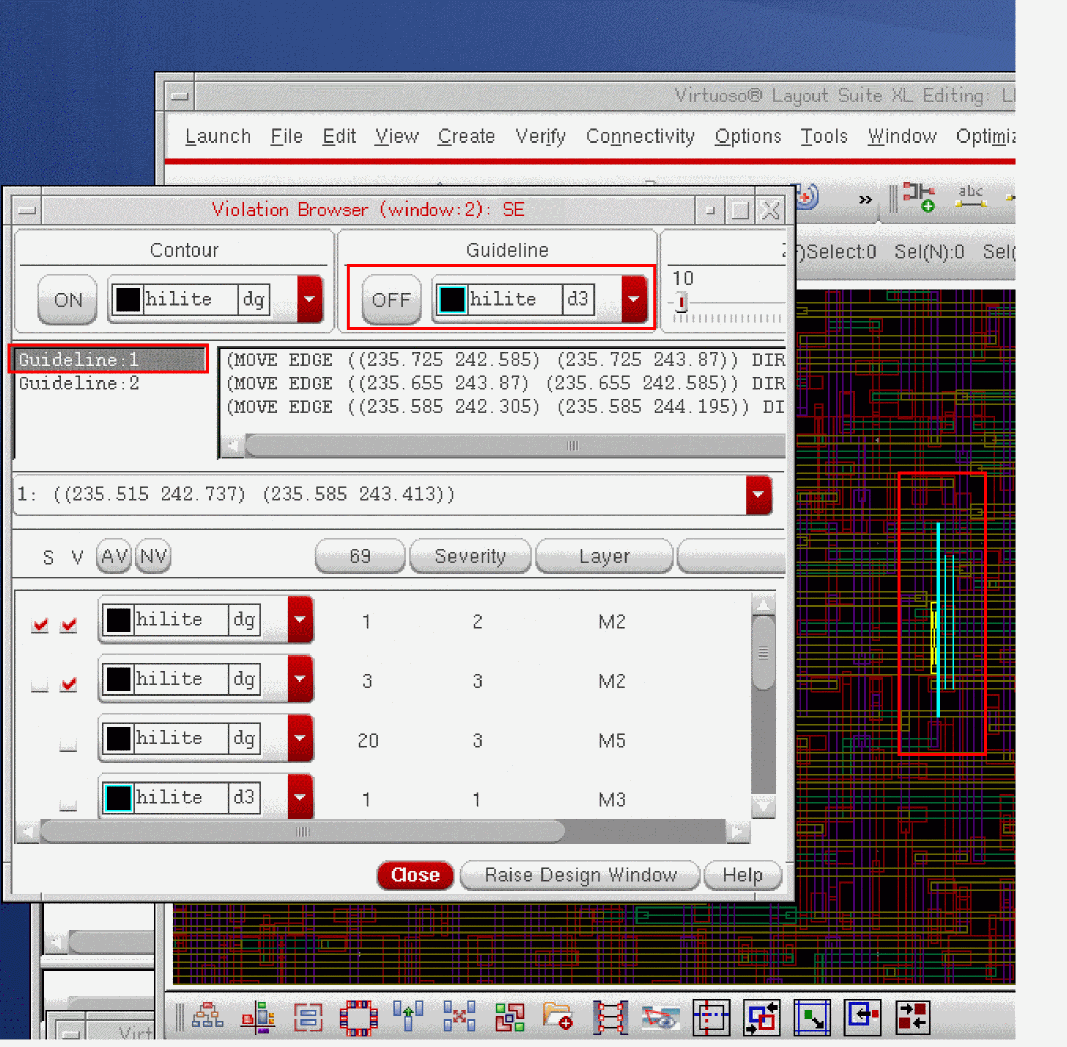 Virtuoso® Layout Suite XL Editing: L
Launch File Edit View Create Verify Connectivity Options Tools Window Optimiz
Violation Browser (window:2): SE
abc
»
Contour
Guideline
)Select:0 Sel(N):0 Sel(
ON
hilite dg
OFF
hilite d3
10
Guideline:1
Guideline:2
(MOVE EDGE ((235.725 242.585) (235.725 243.87)) DIR
(MOVE EDGE ((235.655 243.87) (235.655 242.585)) DIR
(MOVE EDGE ((235.585 242.305) (235.585 244.195)) DI
1: ((235.515 242.737) (235.585 243.413))
S V AV NV 69 Severity Layer
hilite dg 1 2 M2
hilite dg 3 3 M2
hilite dg 20 3 M5
hilite d3 1 1 M3
Close Raise Design Window Help
Virt